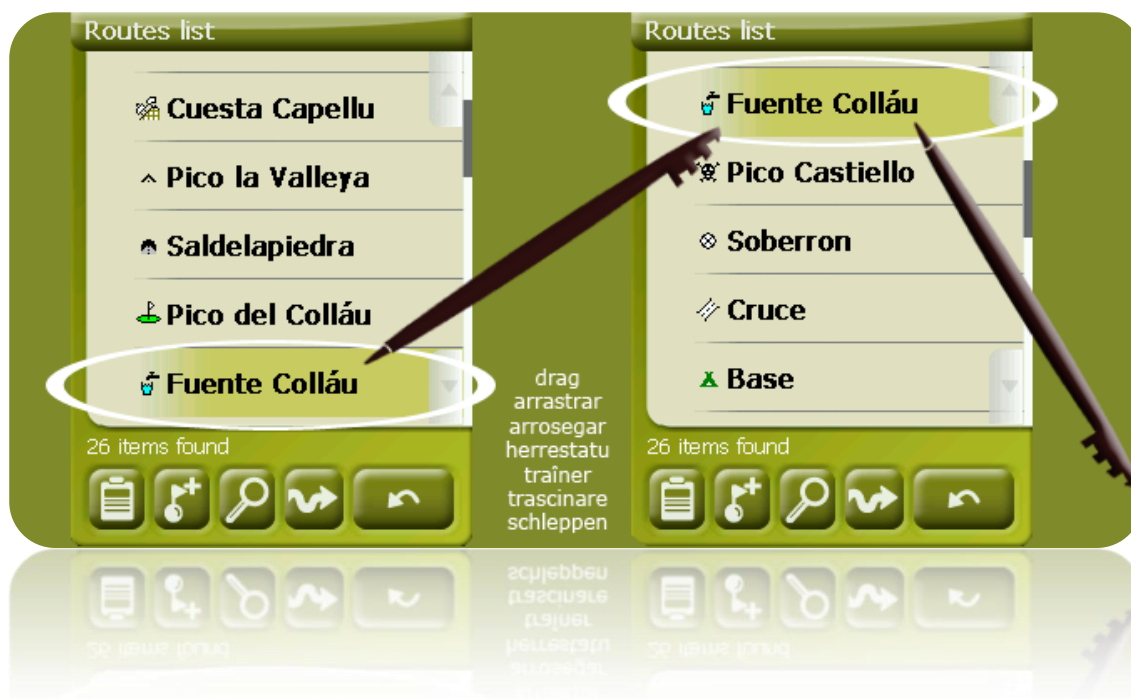 Routes list
Cuesta Capellu
Pico la Valleya
Saldelapiedra
Pico del Colláu
Fuente Colláu
26 items found
drag
arrastrar
arrosegar
herrestatu
traîner
trascinare
schleppen
Routes list
Fuente Colláu
Pico Castiello
Soberron
Cruce
Base
26 items found